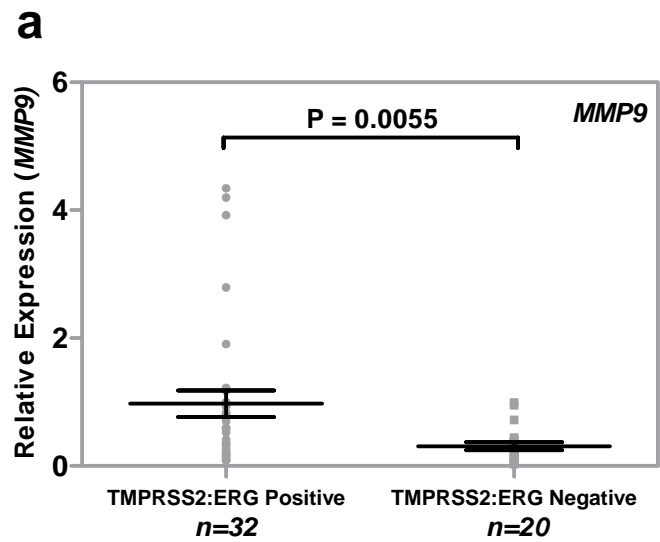 a
Relative Expression (MMP9)
6
4
2
0
P = 0.0055
MMP9
TMPRSS2:ERG Positive
n=32
TMPRSS2:ERG Negative
n=20